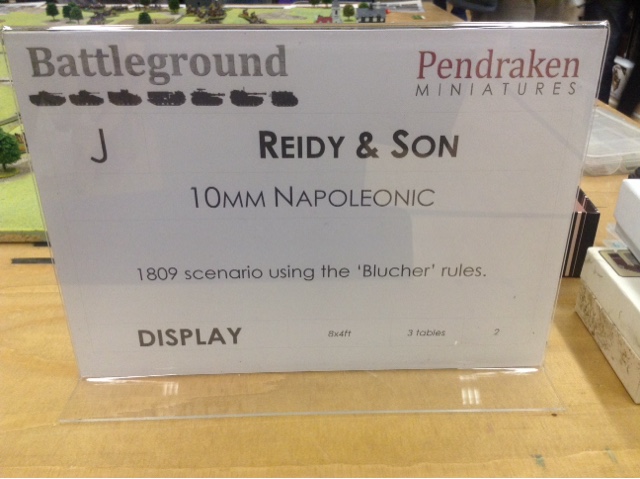 Battleground
Pendraken
MINIATURES
J
REIDY & SON
10MM NAPOLEONIC
1809 scenario using the ‘Blucher’ rules.
DISPLAY 8x4ft 3 tables 2